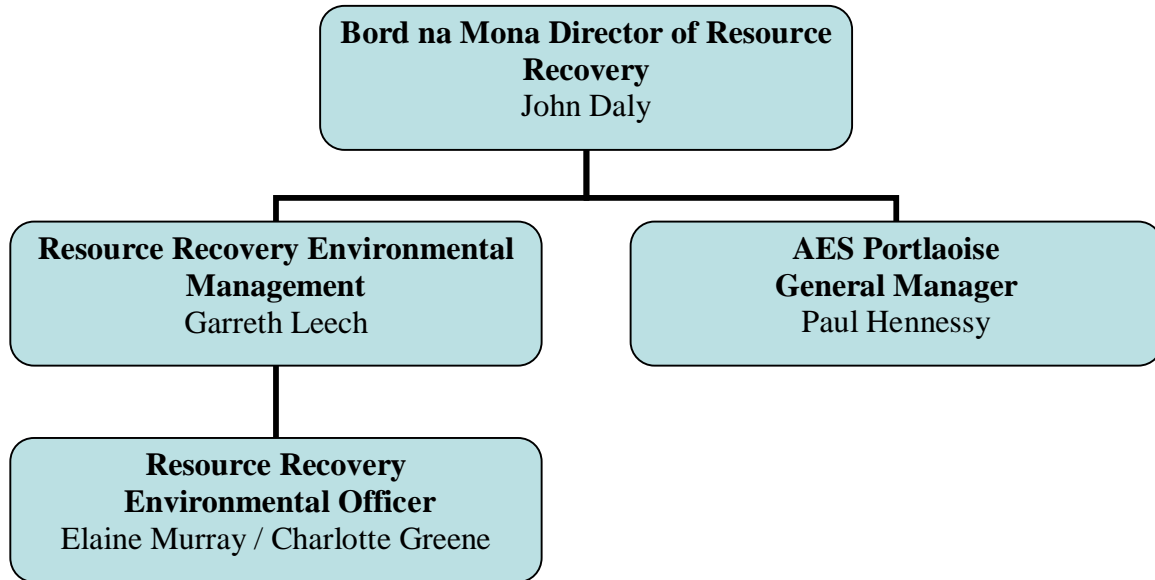 Bord na Mona Director of Resource
Recovery
John Daly
Resource Recovery Environmental
Management
Garreth Leech
AES Portlaoise
General Manager
Paul Hennessy
Resource Recovery
Environmental Officer
Elaine Murray / Charlotte Greene